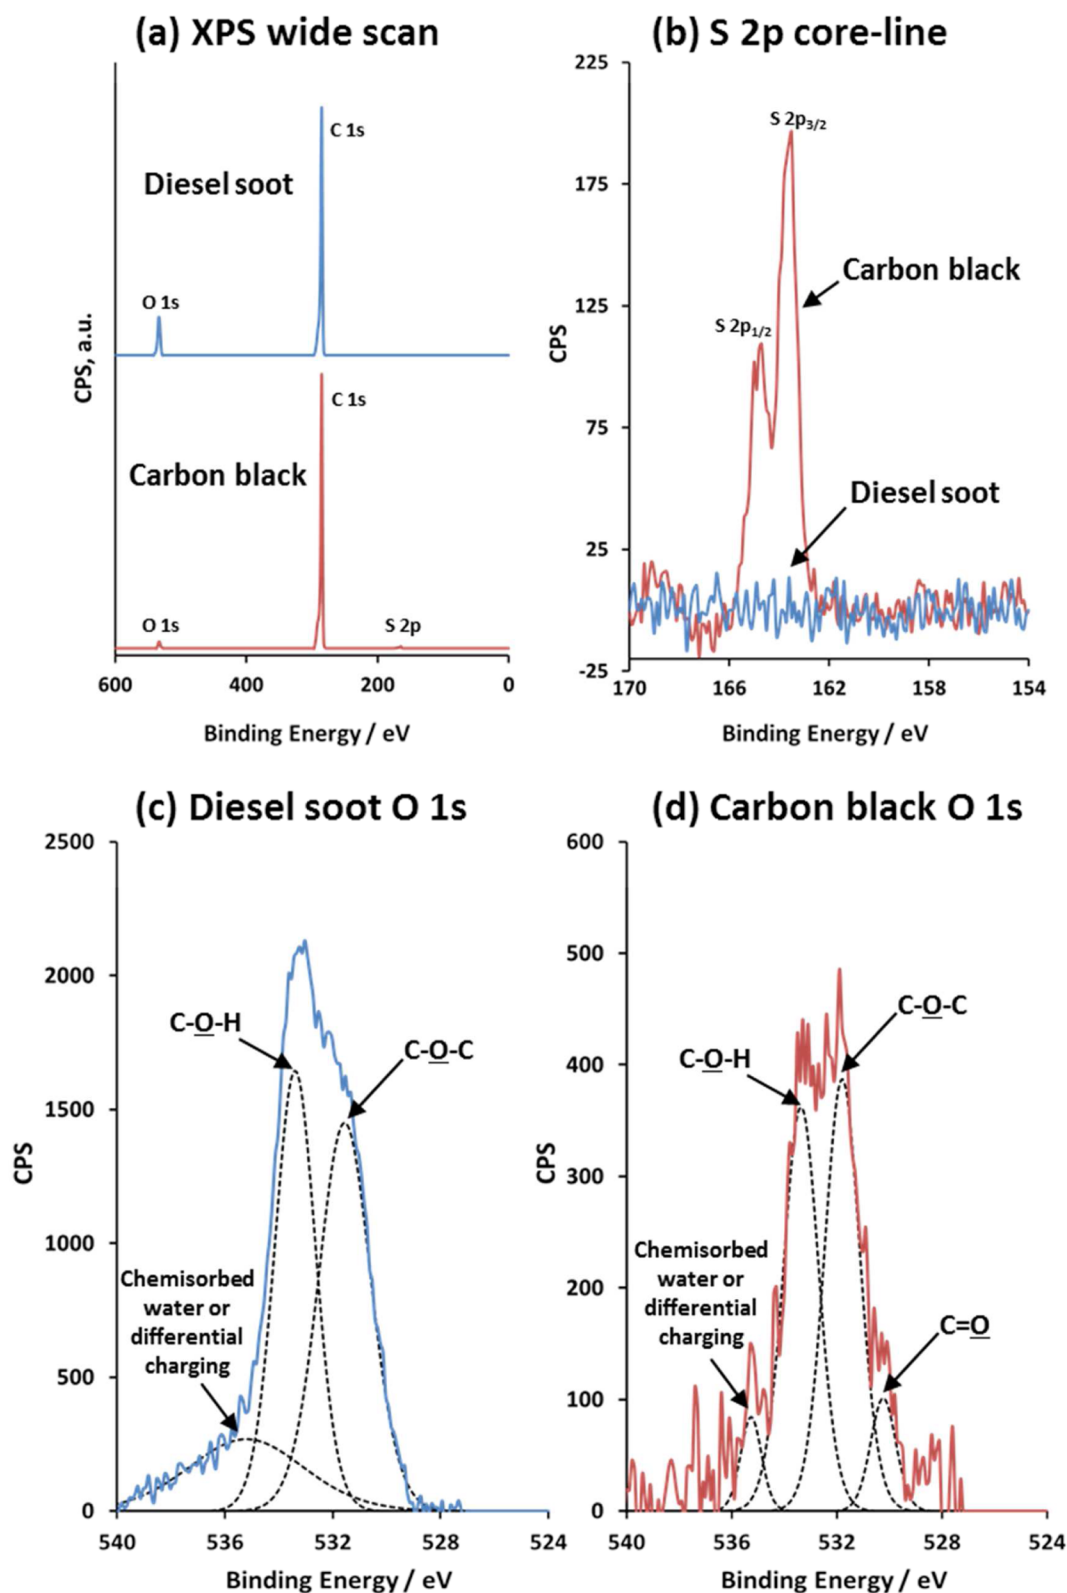 (a) XPS wide scan
C 1s
Diesel soot
O 1s
CPS, a.u.
C 1s
Carbon black
O 1s
S 2p
600
400
200
0
Binding Energy / eV
(b) S 2p core-line
225
175
125
75
25
-25
CPS
S 2p3/2
Carbon black
S 2p1/2
Diesel soot
170
166
162
158
154
Binding Energy / eV
(c) Diesel soot O 1s
2500
2000
1500
1000
500
0
CPS
C-O-H
C-O-C
Chemisorbed
water or
differential
charging
540
536
532
528
524
Binding Energy / eV
(d) Carbon black O 1s
600
500
400
300
200
100
0
CPS
C-O-C
C-O-H
Chemisorbed
water or
differential
charging
C=O
540
536
532
528
524
Binding Energy / eV